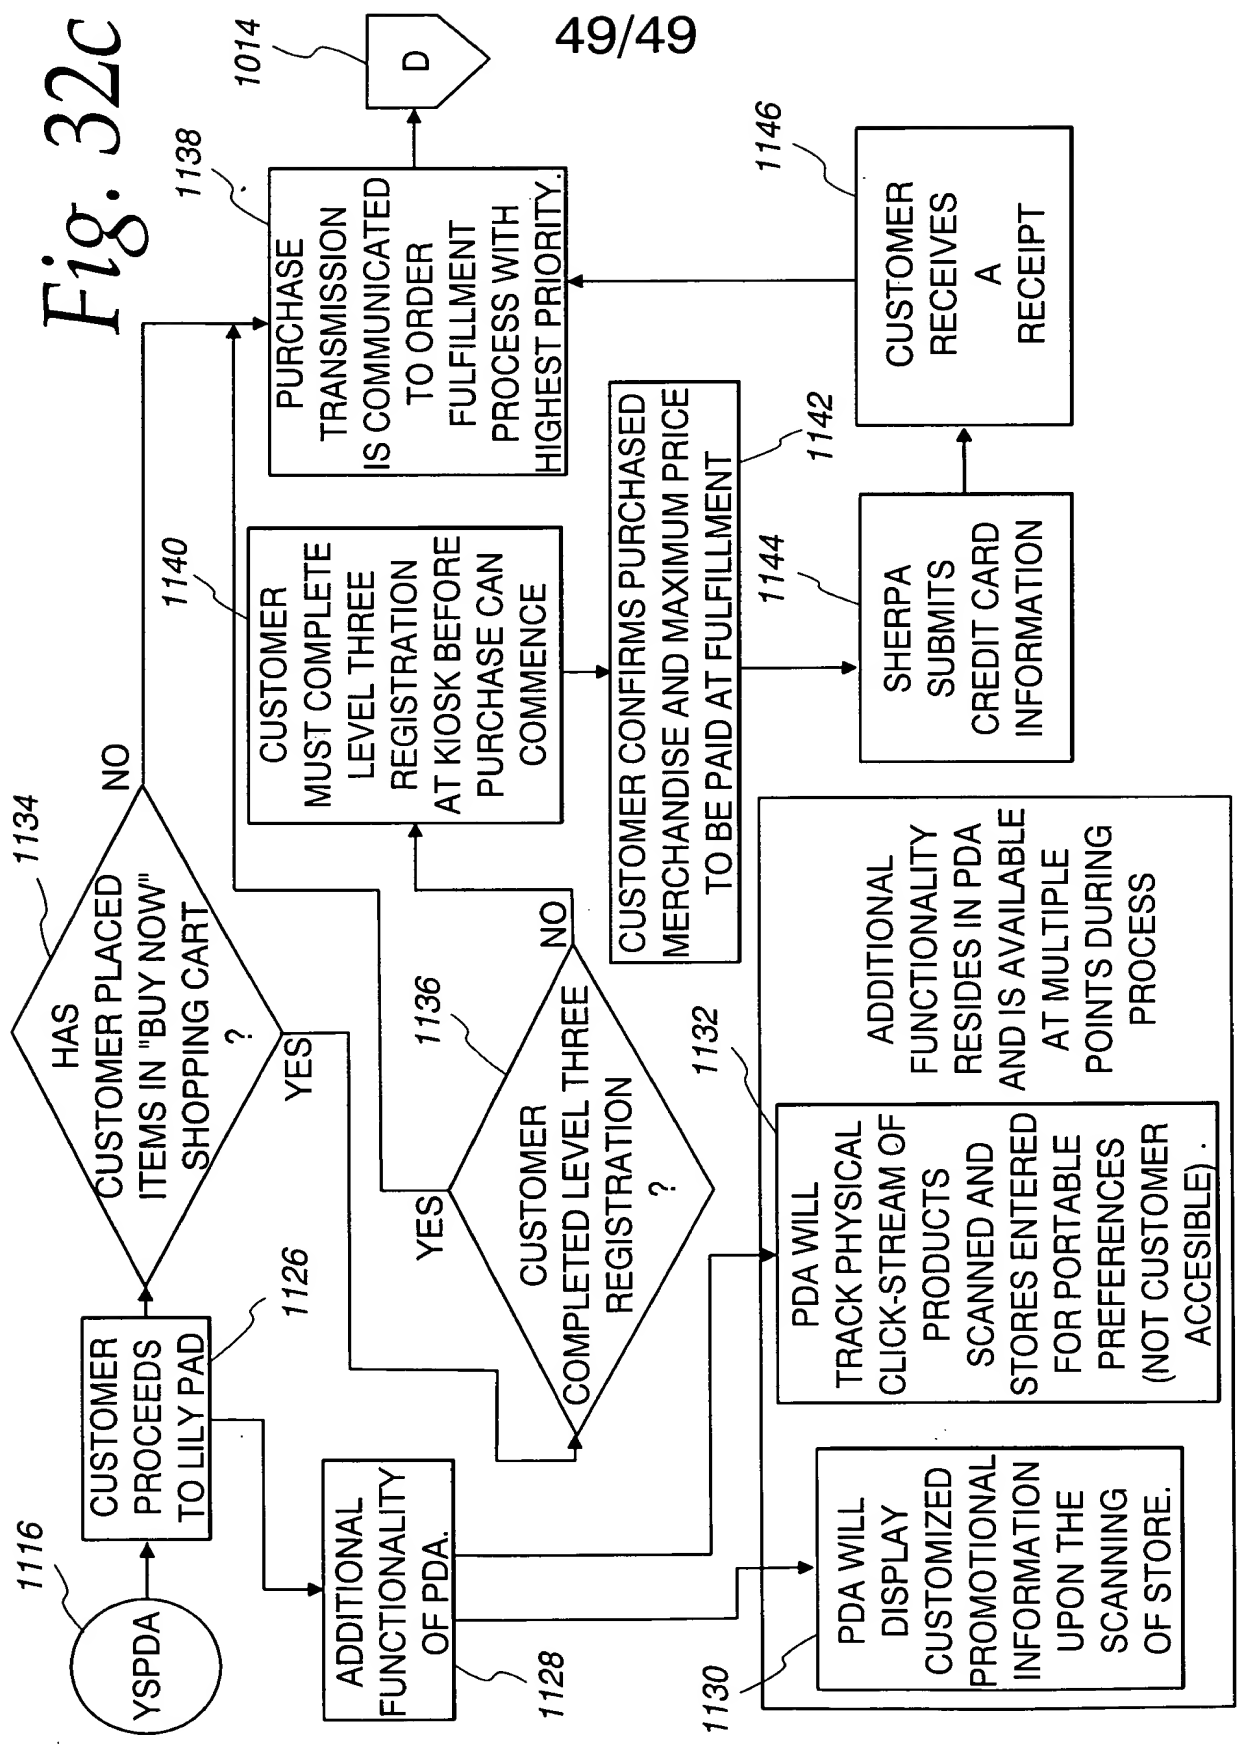 49/49
Fig. 32c
1116
YSPDA
CUSTOMER
PROCEEDS
TO LILY PAD
1126
1134
HAS
CUSTOMER PLACED
ITEMS IN "BUY NOW"
SHOPPING CART
?
NO
YES
1128
ADDITIONAL
FUNCTIONALITY
OF PDA.
1136
CUSTOMER
COMPLETED LEVEL THREE
REGISTRATION
?
YES
NO
1140
CUSTOMER
MUST COMPLETE
LEVEL THREE
REGISTRATION
AT KIOSK BEFORE
PURCHASE CAN
COMMENCE
1138
PURCHASE
TRANSMISSION
IS COMMUNICATED
TO ORDER
FULFILLMENT
PROCESS WITH
HIGHEST PRIORITY.
1014
D
CUSTOMER CONFIRMS PURCHASED
MERCHANDISE AND MAXIMUM PRICE
TO BE PAID AT FULFILLMENT
1142
1144
SHERPA
SUBMITS
CREDIT CARD
INFORMATION
1146
CUSTOMER
RECEIVES
A
RECEIPT
1130
PDA WILL
DISPLAY
CUSTOMIZED
PROMOTIONAL
INFORMATION
UPON THE
SCANNING
OF STORE.
1132
PDA WILL
TRACK PHYSICAL
CLICK-STREAM OF
PRODUCTS
SCANNED AND
STORES ENTERED
FOR PORTABLE
PREFERENCES
(NOT CUSTOMER
ACCESIBLE) .
ADDITIONAL
FUNCTIONALITY
RESIDES IN PDA
AND IS AVAILABLE
AT MULTIPLE
POINTS DURING
PROCESS